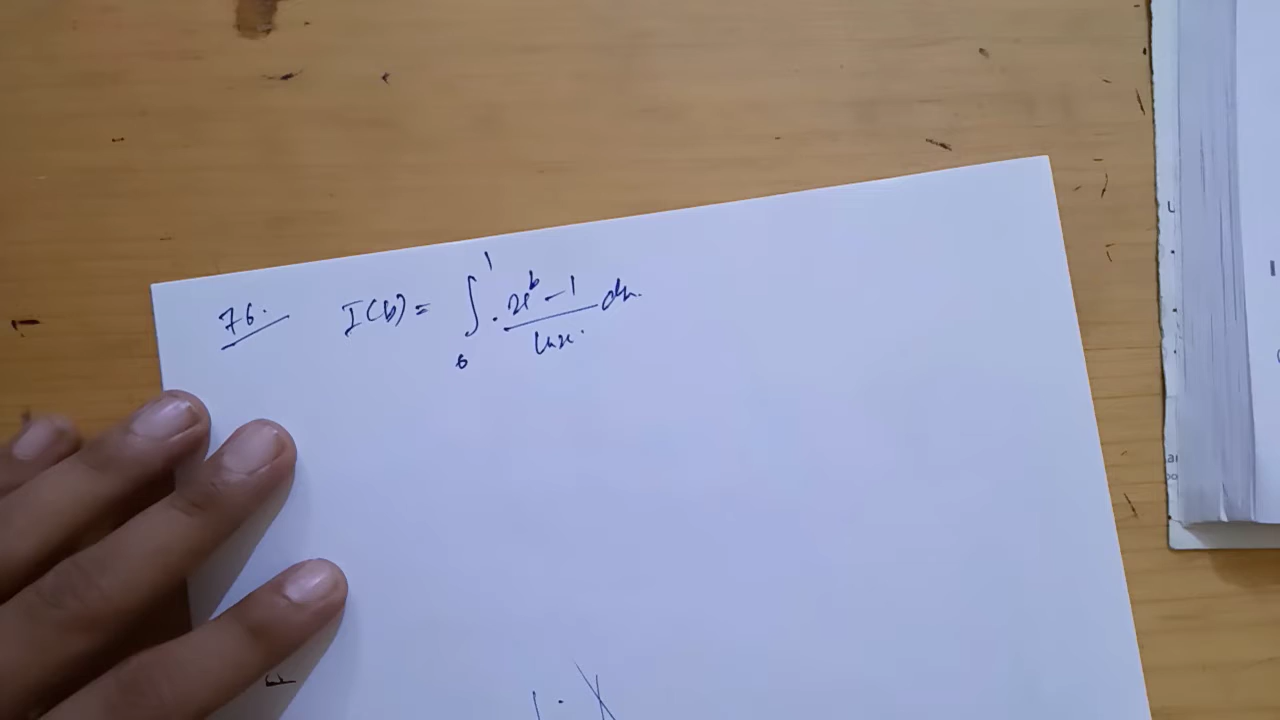 76. I(b) = ∫₀¹ (x^b - 1)/(ln x) dx.